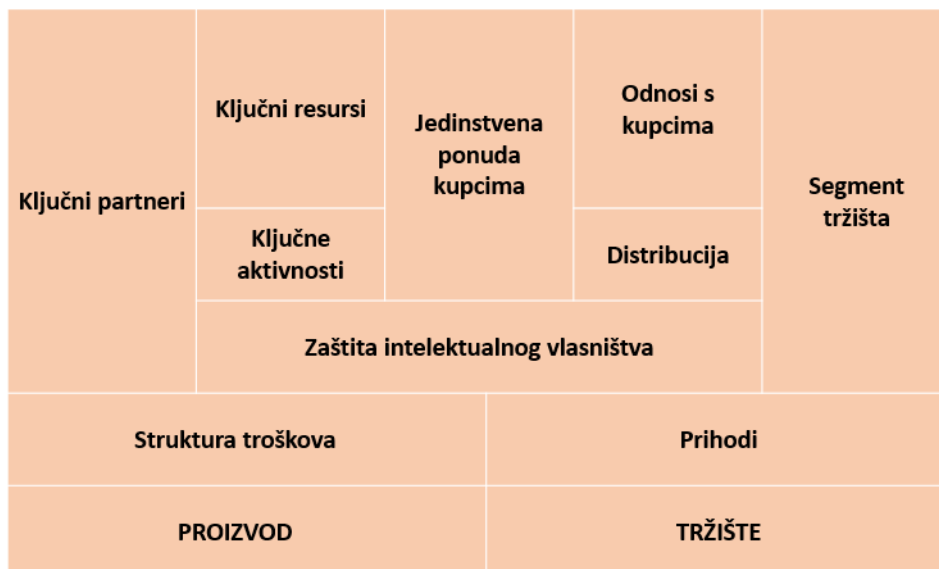 Ključni partneri
Ključni resursi
Ključne
aktivnosti
Jedinstvena
ponuda
kupcima
Odnosi s
kupcima
Distribucija
Segment
tržišta
Zaštita intelektualnog vlasništva
Struktura troškova
Prihodi
PROIZVOD
TRŽIŠTE